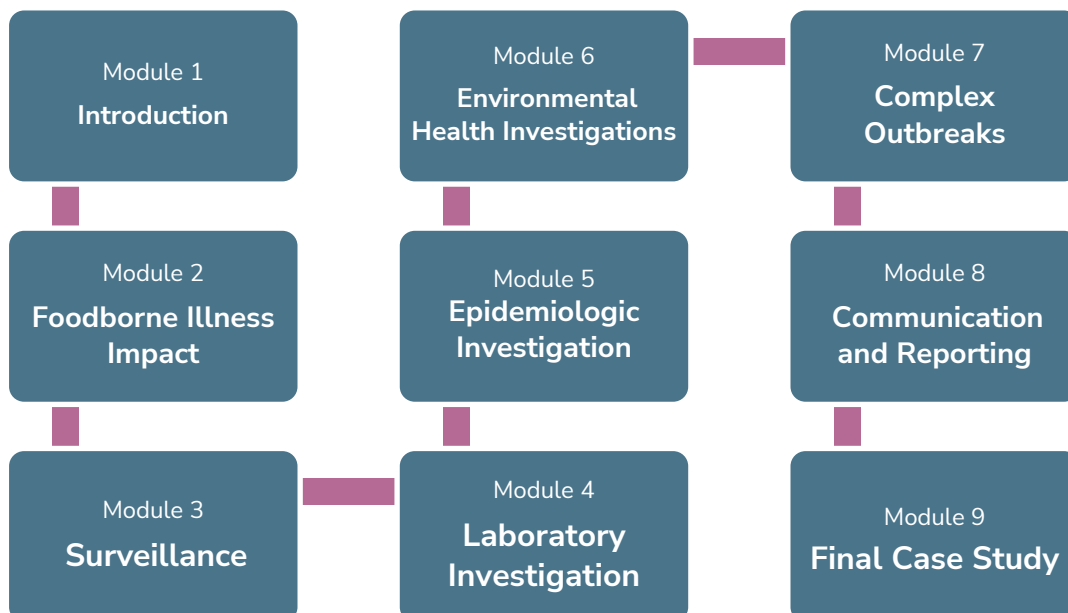 Module 1
Introduction
Module 2
Foodborne Illness
Impact
Module 3
Surveillance
Module 4
Laboratory
Investigation
Module 5
Epidemiologic
Investigation
Module 6
Environmental
Health Investigations
Module 7
Complex
Outbreaks
Module 8
Communication
and Reporting
Module 9
Final Case Study